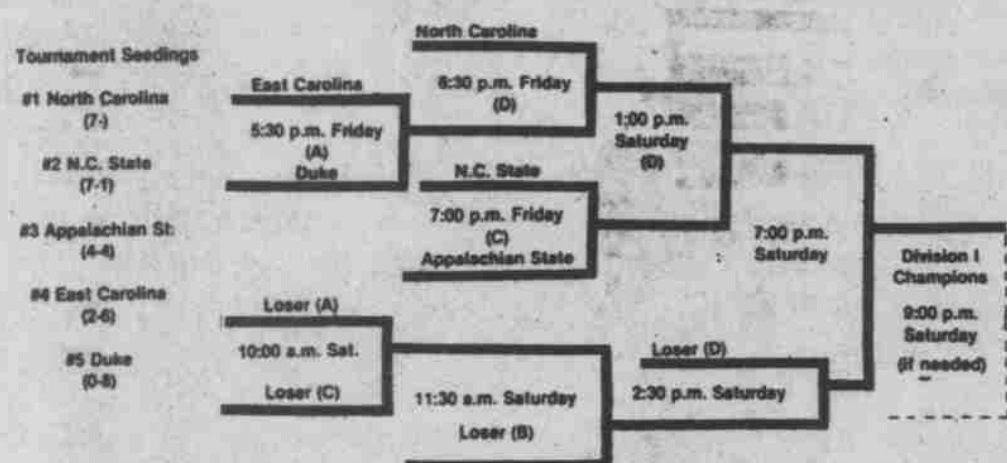 Tournament Seedings
#1 North Carolina
(7-)
#2 N.C. State
(7-1)
#3 Appalachian St.
(4-4)
#4 East Carolina
(2-6)
#5 Duke
(0-8)
East Carolina
5:30 p.m. Friday
(A)
Duke
North Carolina
8:30 p.m. Friday
(D)
N.C. State
7:00 p.m. Friday
(C)
Appalachian State
1:00 p.m.
Saturday
(D)
Loser (A)
10:00 a.m. Sat.
Loser (C)
11:30 a.m. Saturday
Loser (B)
Loser (D)
2:30 p.m. Saturday
7:00 p.m.
Saturday
Division I
Champions
9:00 p.m.
Saturday
(if needed)